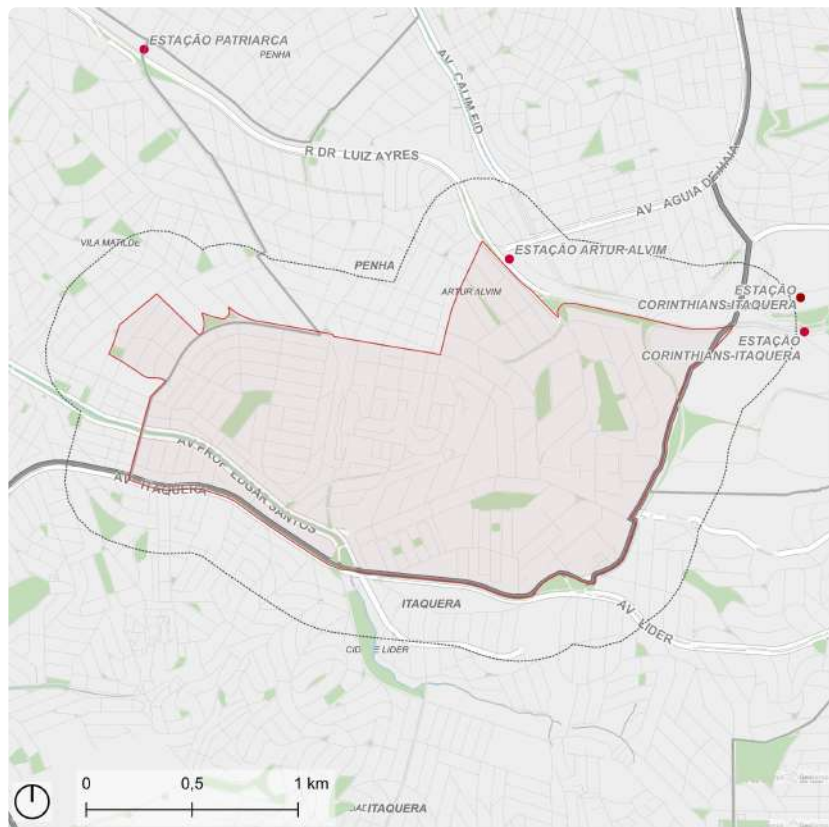 ESTAÇÃO PATRIARCA
PENHA
AV CALIM EID
R DR LUIZ AYRES
AV AGUIA DE HAIA
VILA MATILDE
PENHA
ESTAÇÃO ARTUR-ALVIM
ARTUR ALVIM
ESTAÇÃO
CORINTHIANS-ITAQUERA
ESTAÇÃO
CORINTHIANS-ITAQUERA
AV PROF EDGAR SANTOS
AV ITAQUERA
ITAQUERA
AV LIDER
CIDADE LÍDER
0
0,5
1 km
ITAQUERA